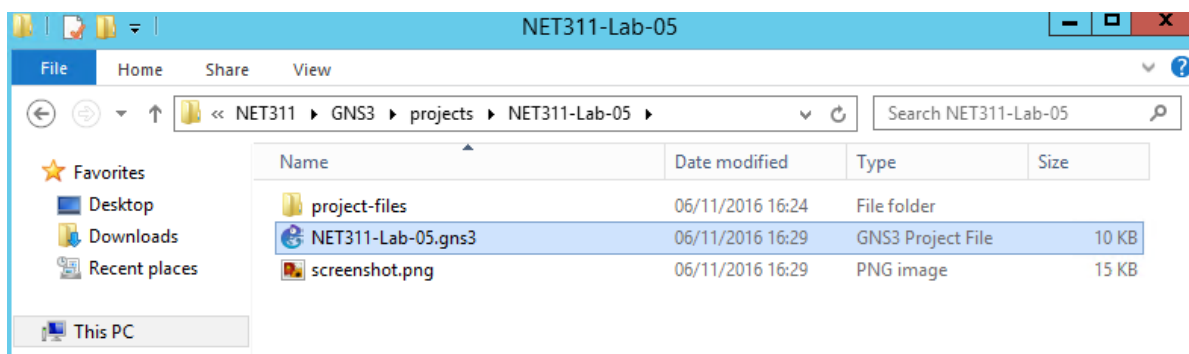 NET311-Lab-05
File Home Share View
« NET311 ▸ GNS3 ▸ projects ▸ NET311-Lab-05 ▸ Search NET311-Lab-05
Favorites
Desktop
Downloads
Recent places
This PC
Name Date modified Type Size
project-files 06/11/2016 16:24 File folder
NET311-Lab-05.gns3 06/11/2016 16:29 GNS3 Project File 10 KB
screenshot.png 06/11/2016 16:29 PNG image 15 KB